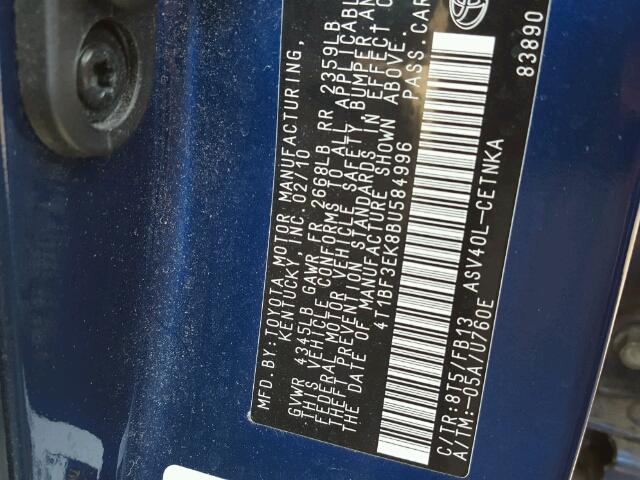 MFD. BY: TOYOTA MOTOR MANUFACTURING,
KENTUCKY, INC. 02/10
GVWR 4345LB GAWR FR 2668LB RR 2359LB
THIS VEHICLE CONFORMS TO ALL APPLICABLE
FEDERAL MOTOR VEHICLE SAFETY, BUMPER, AND
THEFT PREVENTION STANDARDS IN EFFECT
THE DATE OF MANUFACTURE SHOWN ABOVE.
4T1BF3EK8BU584996 PASS. CAR
C/TR: 8T5/FB13 ASV40L-CETNKA
A/TM: -05A/U760E
83890